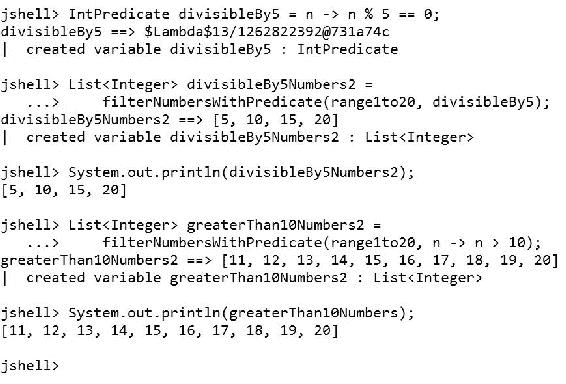 jshell> IntPredicate divisibleBy5 = n -> n % 5 == 0;
divisibleBy5 ==> $Lambda$13/1262822392@731a74c
|  created variable divisibleBy5 : IntPredicate
jshell> List<Integer> divisibleBy5Numbers2 =
   ...>     filterNumbersWithPredicate(range1to20, divisibleBy5);
divisibleBy5Numbers2 ==> [5, 10, 15, 20]
|  created variable divisibleBy5Numbers2 : List<Integer>
jshell> System.out.println(divisibleBy5Numbers2);
[5, 10, 15, 20]
jshell> List<Integer> greaterThan10Numbers2 =
   ...>     filterNumbersWithPredicate(range1to20, n -> n > 10);
greaterThan10Numbers2 ==> [11, 12, 13, 14, 15, 16, 17, 18, 19, 20]
|  created variable greaterThan10Numbers2 : List<Integer>
jshell> System.out.println(greaterThan10Numbers);
[11, 12, 13, 14, 15, 16, 17, 18, 19, 20]
jshell>